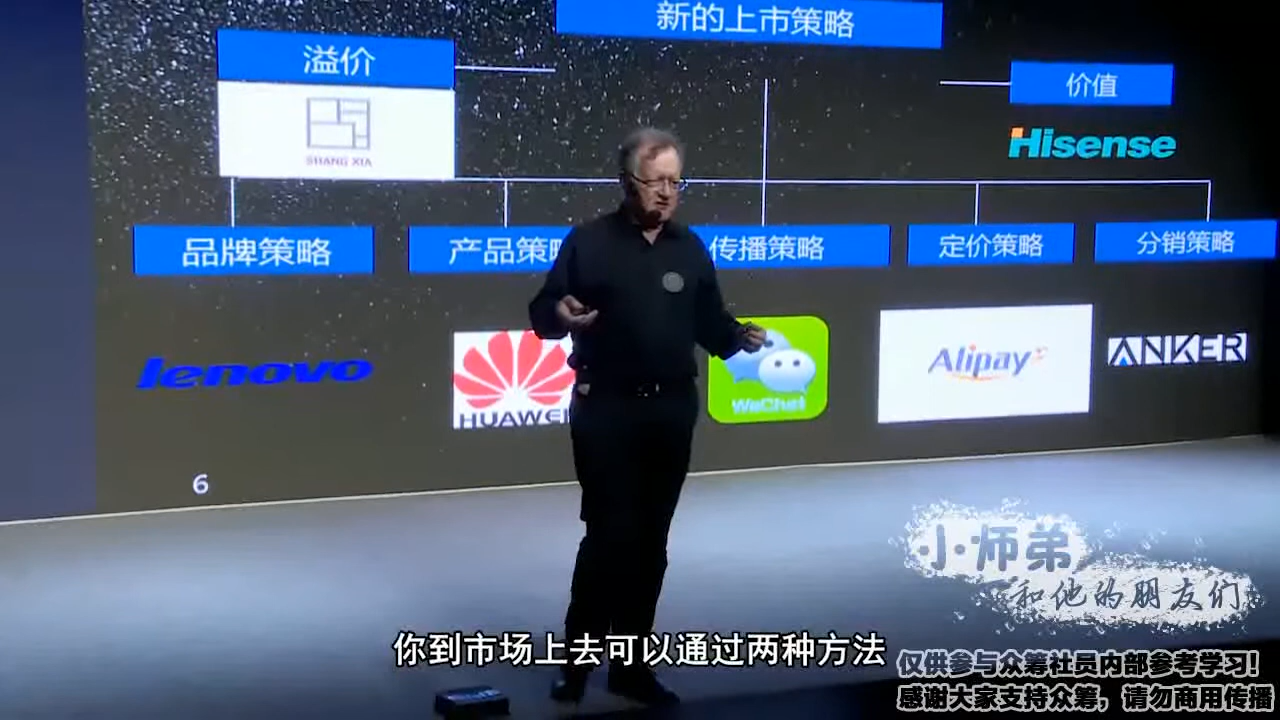 新的上市策略
溢价
价值
SHANG XIA
Hisense
品牌策略
产品策
传播策略
定价策略
分销策略
lenovo
HUAWEI
WeChat
Alipay
ANKER
6
小师弟
和他的朋友们
你到市场上去可以通过两种方法
仅供参与众筹社员内部参考学习!
感谢大家支持众筹，请勿商用传播